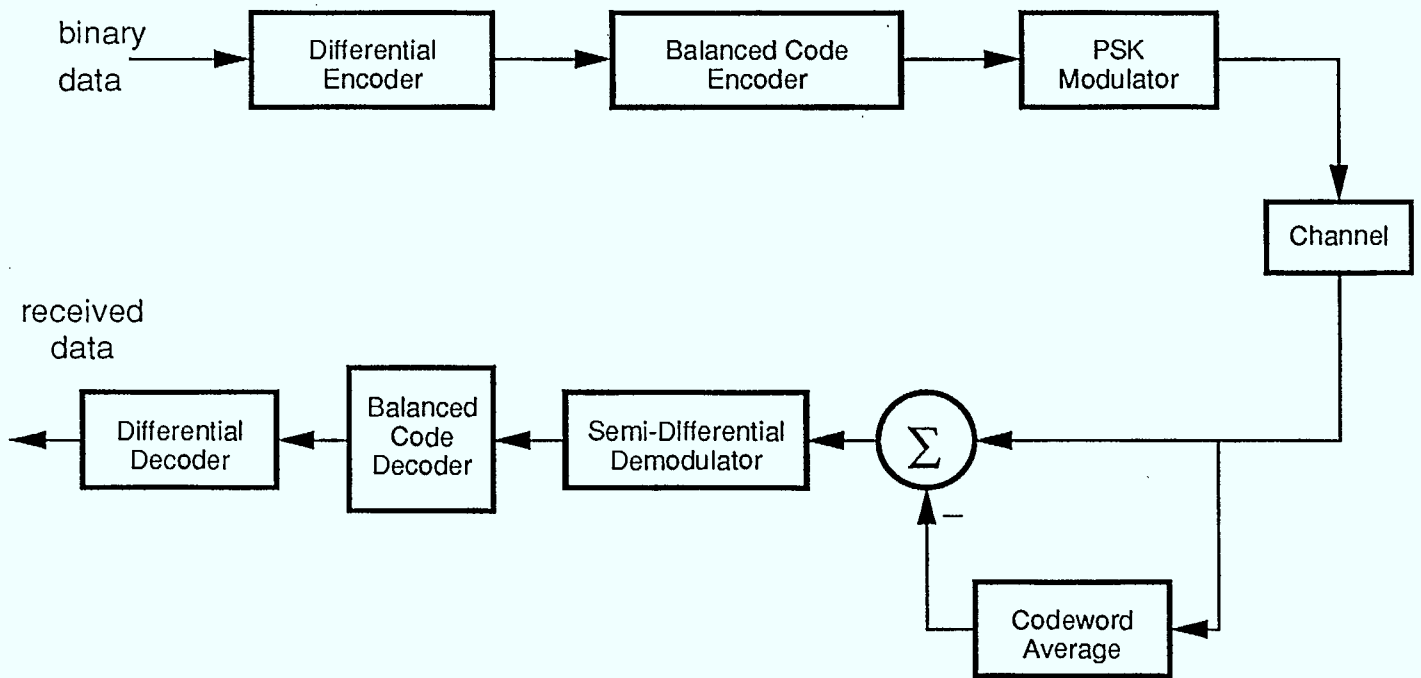 binary
data
Differential
Encoder
Balanced Code
Encoder
PSK
Modulator
Channel
received
data
Differential
Decoder
Balanced
Code
Decoder
Semi-Differential
Demodulator
Σ
−
Codeword
Average